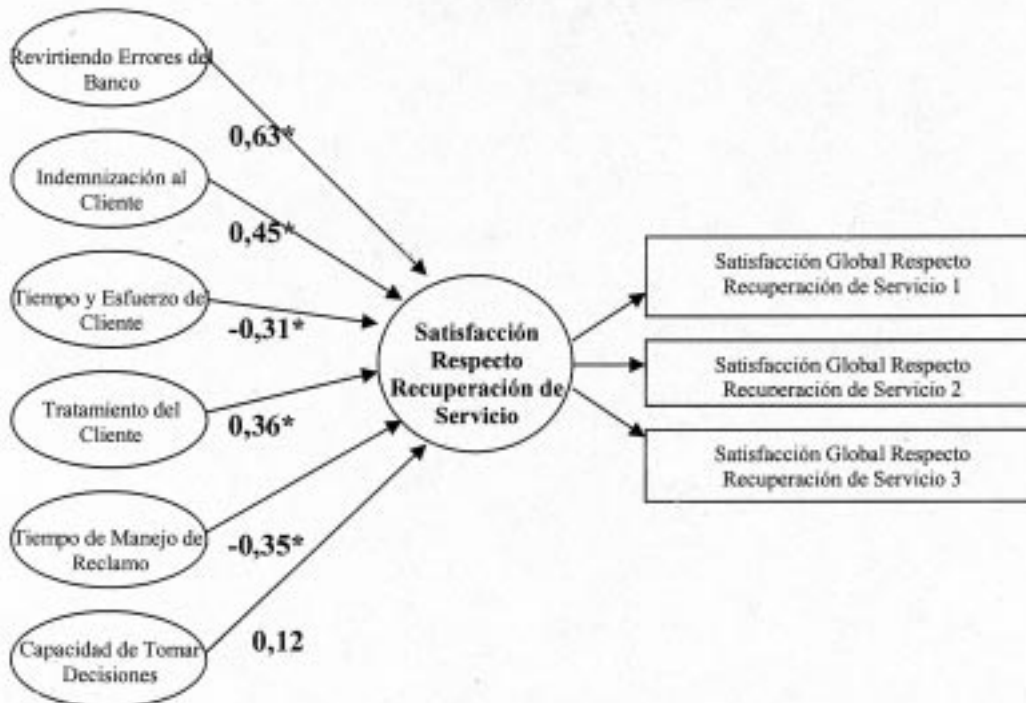 Revirtiendo Errores del
Banco
0,63*
Indemnización al
Cliente
0,45*
Tiempo y Esfuerzo de
Cliente
-0,31*
Tratamiento del
Cliente
0,36*
Tiempo de Manejo de
Reclamo
-0,35*
Capacidad de Tomar
Decisiones
0,12
Satisfacción
Respecto
Recuperación de
Servicio
Satisfacción Global Respecto
Recuperación de Servicio 1
Satisfacción Global Respecto
Recuperación de Servicio 2
Satisfacción Global Respecto
Recuperación de Servicio 3